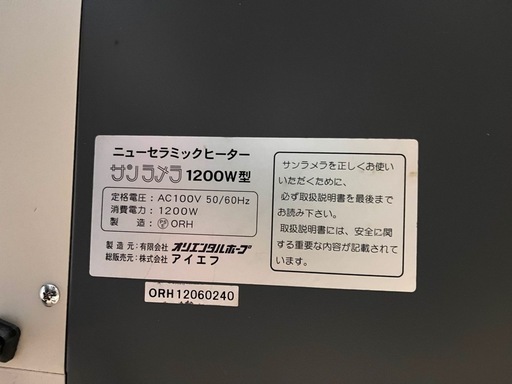 ニューセラミックヒーター
サンラメラ 1200W型
定格電圧：AC100V 50/60Hz
消費電力：1200W
製　　造：ORH
製 造 元：有限会社 オリエンタルホープ
総販売元：株式会社 アイエフ
ORH12060240
サンラメラを正しくお使い
いただくために、
必ず取扱説明書を最後まで
お読み下さい。
取扱説明書には、安全に関
する重要な内容が記載されて
います。